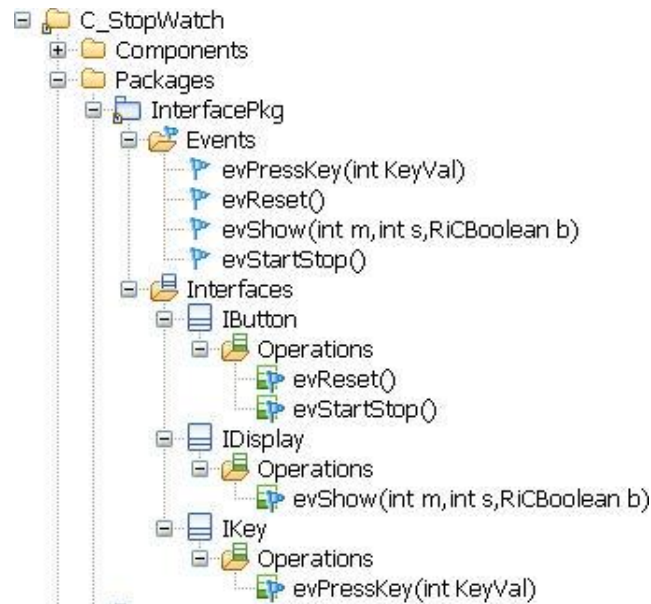 C_StopWatch
Components
Packages
InterfacePkg
Events
evPressKey(int KeyVal)
evReset()
evShow(int m,int s,RiCBoolean b)
evStartStop()
Interfaces
IButton
Operations
evReset()
evStartStop()
IDisplay
Operations
evShow(int m,int s,RiCBoolean b)
IKey
Operations
evPressKey(int KeyVal)